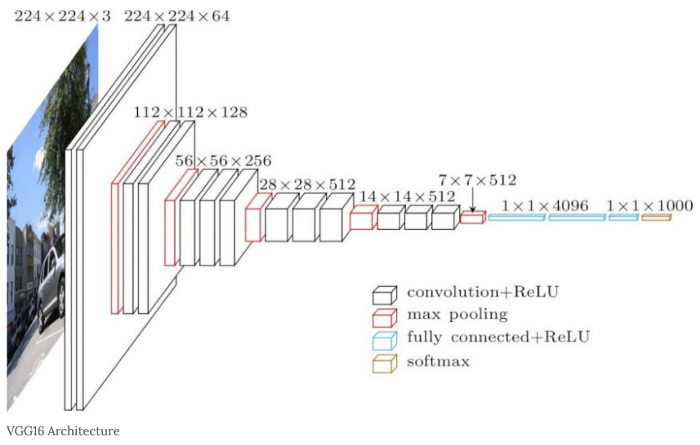 224×224×3
224×224×64
112×112×128
56×56×256
28×28×512
14×14×512
7×7×512
1×1×4096
1×1×1000
convolution+ReLU
max pooling
fully connected+ReLU
softmax
VGG16 Architecture